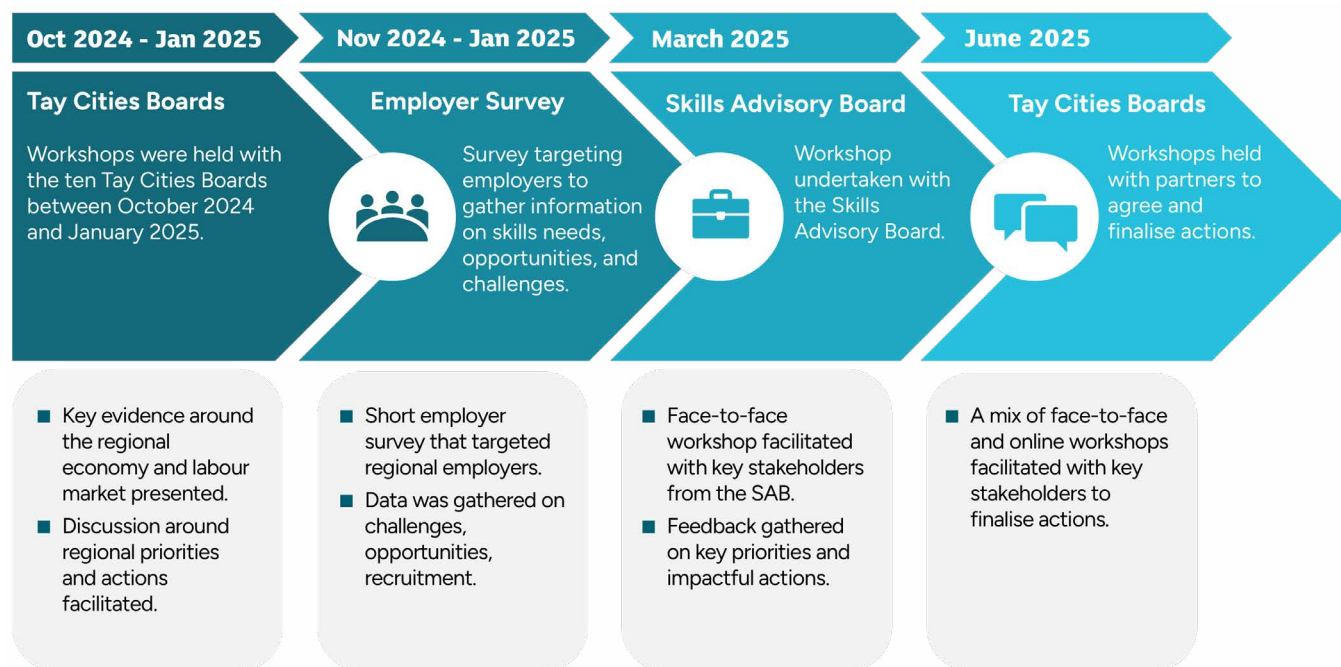 Oct 2024 - Jan 2025
Nov 2024 - Jan 2025
March 2025
June 2025
Tay Cities Boards
Workshops were held with
the ten Tay Cities Boards
between October 2024
and January 2025.
Employer Survey
Survey targeting
employers to
gather information
on skills needs,
opportunities, and
challenges.
Skills Advisory Board
Workshop
undertaken with
the Skills
Advisory Board.
Tay Cities Boards
Workshops held
with partners to
agree and
finalise actions.
■ Key evidence around
the regional
economy and labour
market presented.
■ Discussion around
regional priorities
and actions
facilitated.
■ Short employer
survey that targeted
regional employers.
■ Data was gathered on
challenges,
opportunities,
recruitment.
■ Face-to-face
workshop facilitated
with key stakeholders
from the SAB.
■ Feedback gathered
on key priorities and
impactful actions.
■ A mix of face-to-face
and online workshops
facilitated with key
stakeholders to
finalise actions.